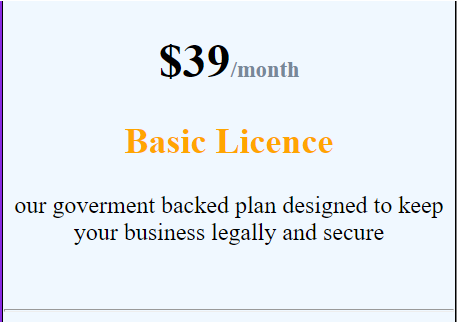 $39/month
Basic Licence
our goverment backed plan designed to keep
your business legally and secure